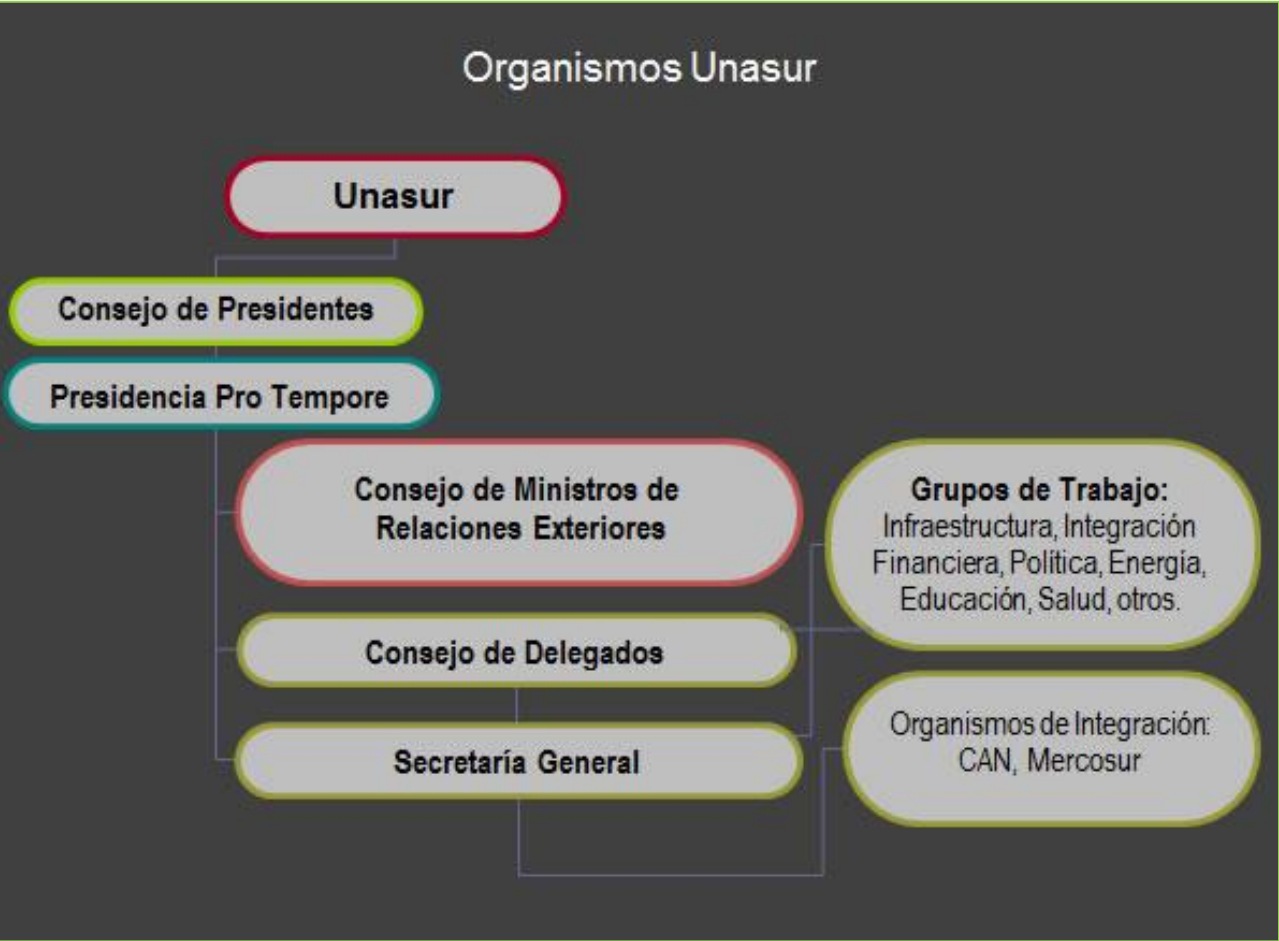 Organismos Unasur
Unasur
Consejo de Presidentes
Presidencia Pro Tempore
Consejo de Ministros de
Relaciones Exteriores
Consejo de Delegados
Secretaría General
Grupos de Trabajo:
Infraestructura, Integración
Financiera, Política, Energía,
Educación, Salud, otros.
Organismos de Integración:
CAN, Mercosur